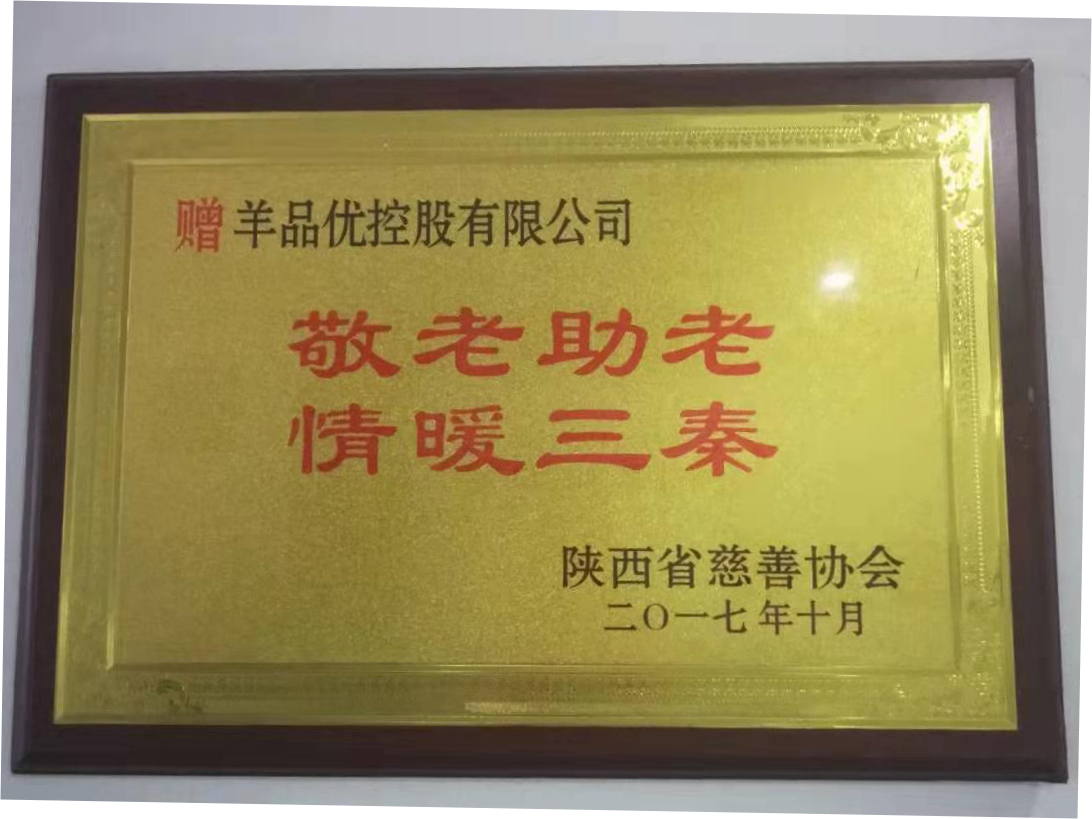 赠羊品优控股有限公司
敬老助老
情暖三秦
陕西省慈善协会
二〇一七年十月